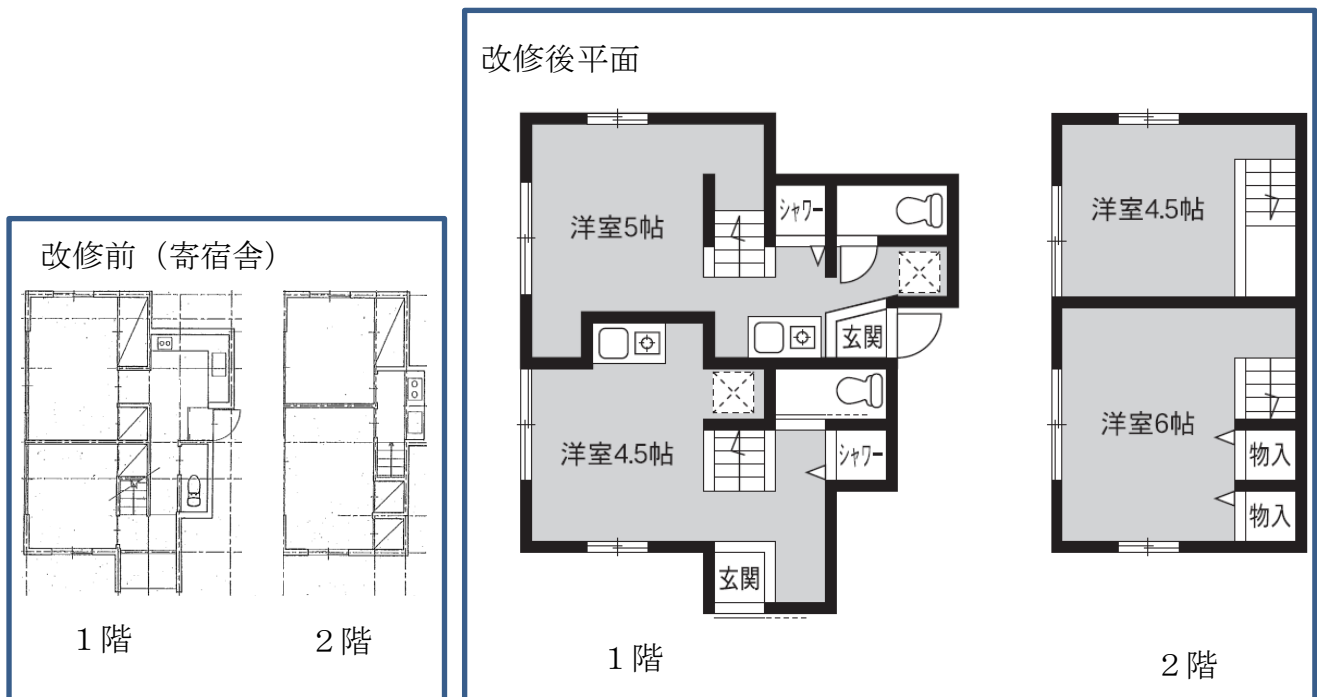 改修後平面
改修前（寄宿舎）
１階
２階
洋室5帖
シャワー
玄関
洋室4.5帖
シャワー
玄関
１階
洋室4.5帖
洋室6帖
物入
物入
２階